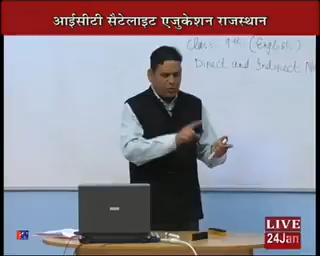 आईसीटी सैटेलाइट एजुकेशन राजस्थान
Class 9th (English)
Direct and Indirect
LIVE
24Jan